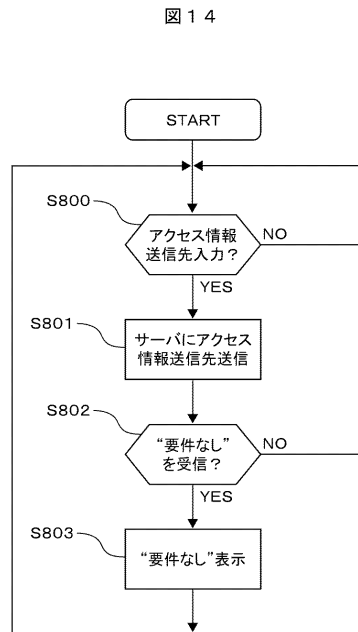 図１４
START
S800
アクセス情報
送信先入力？
NO
YES
S801
サーバにアクセス
情報送信先送信
S802
“要件なし”
を受信？
NO
YES
S803
“要件なし”表示